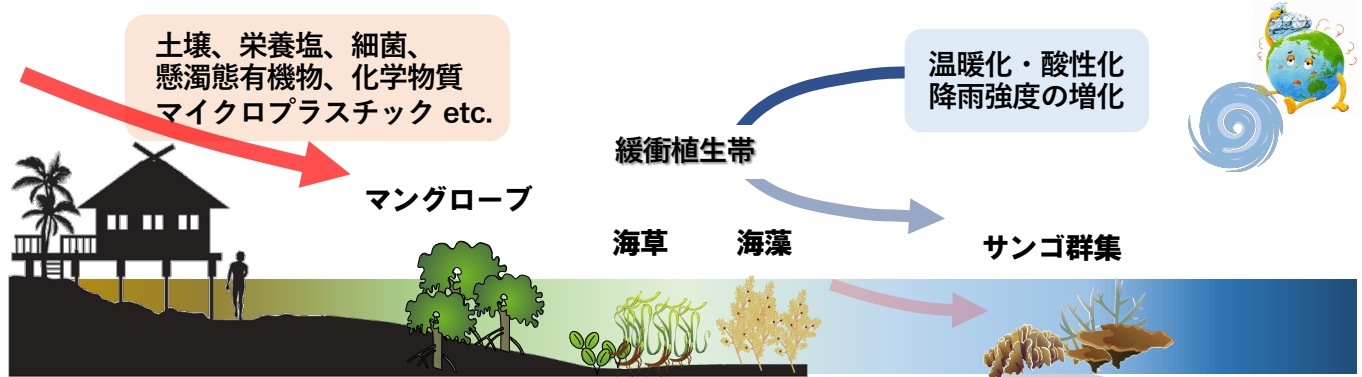 土壌、栄養塩、細菌、
懸濁態有機物、化学物質
マイクロプラスチック etc.
温暖化・酸性化
降雨強度の増化
緩衝植生帯
マングローブ
海草
海藻
サンゴ群集